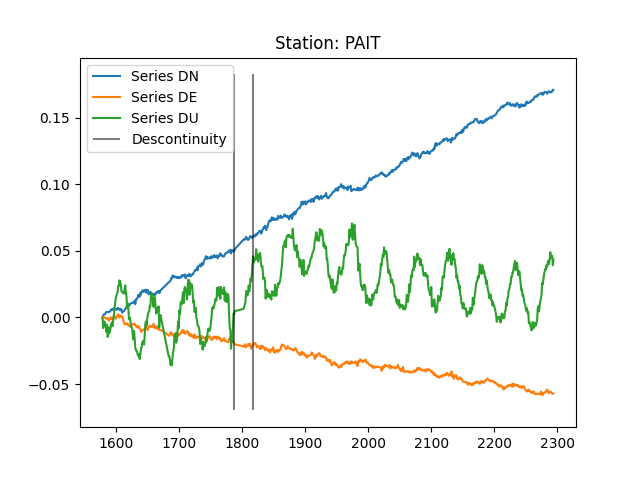 Station: PAIT
Series DN
Series DE
Series DU
Descontinuity
0.15
0.10
0.05
0.00
−0.05
1600 1700 1800 1900 2000 2100 2200 2300